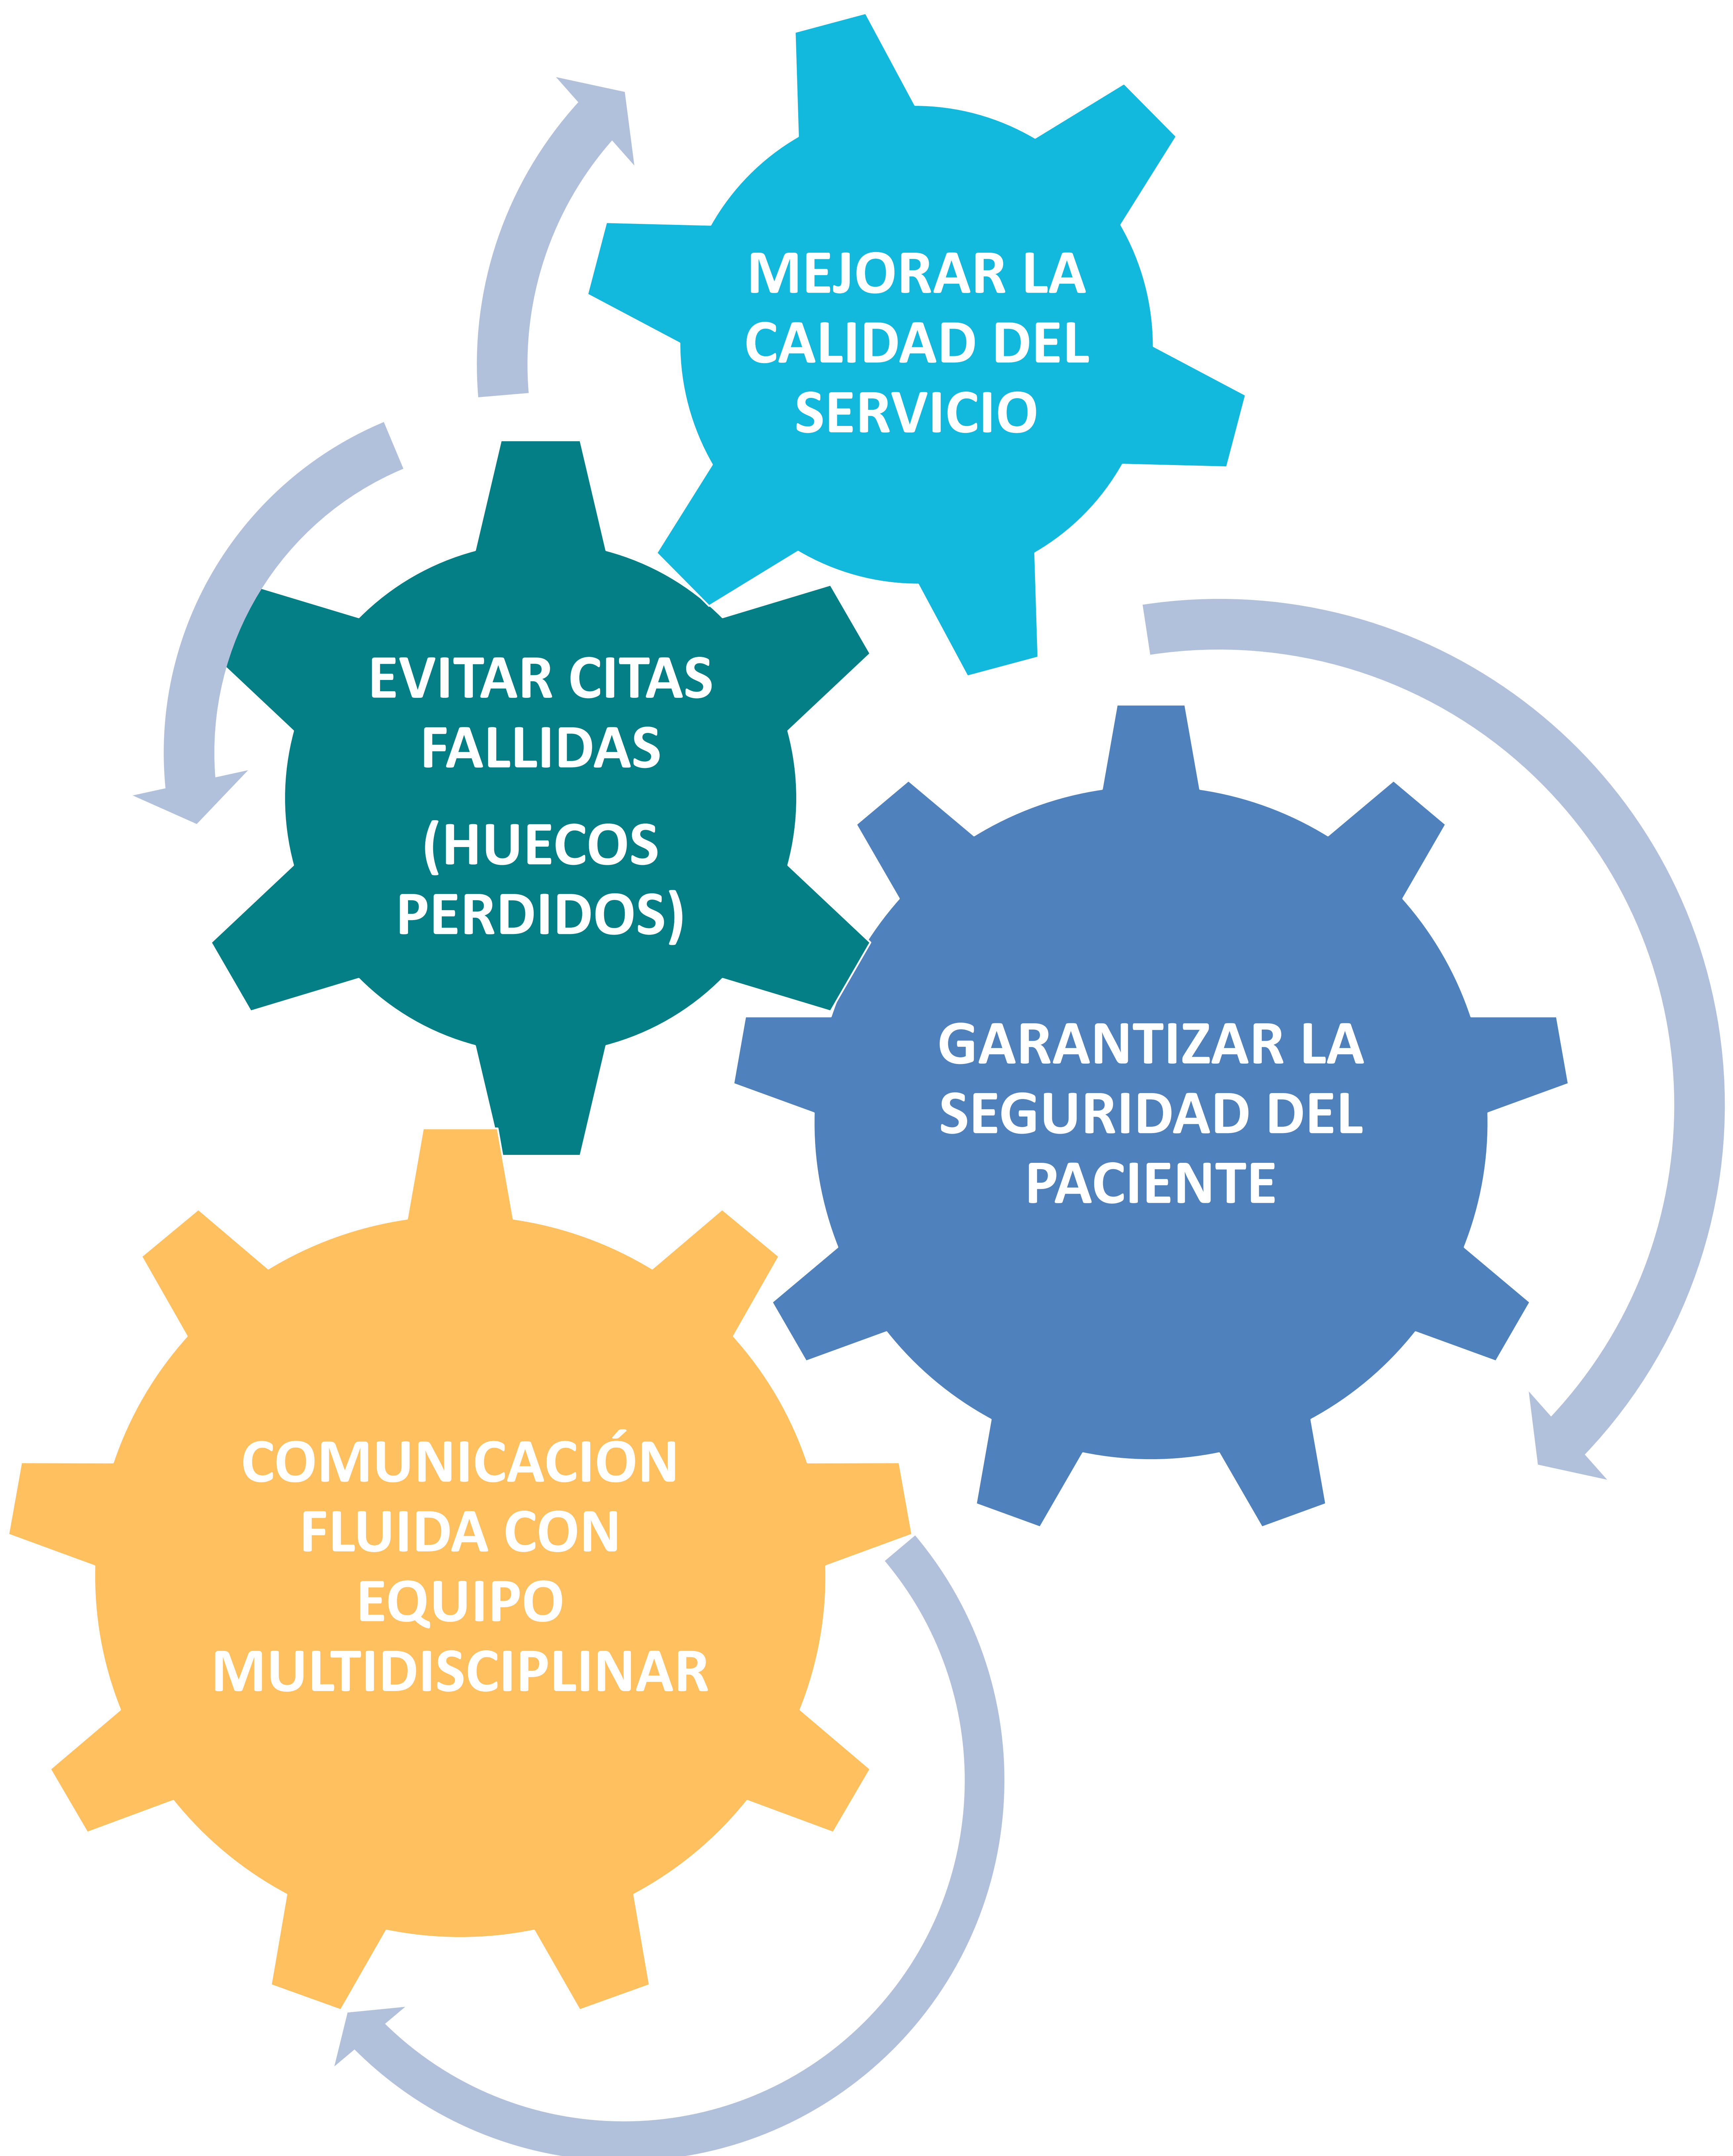 MEJORAR LA
CALIDAD DEL
SERVICIO
EVITAR CITAS
FALLIDAS
(HUECOS
PERDIDOS)
GARANTIZAR LA
SEGURIDAD DEL
PACIENTE
COMUNICACIÓN
FLUIDA CON
EQUIPO
MULTIDISCIPLINAR